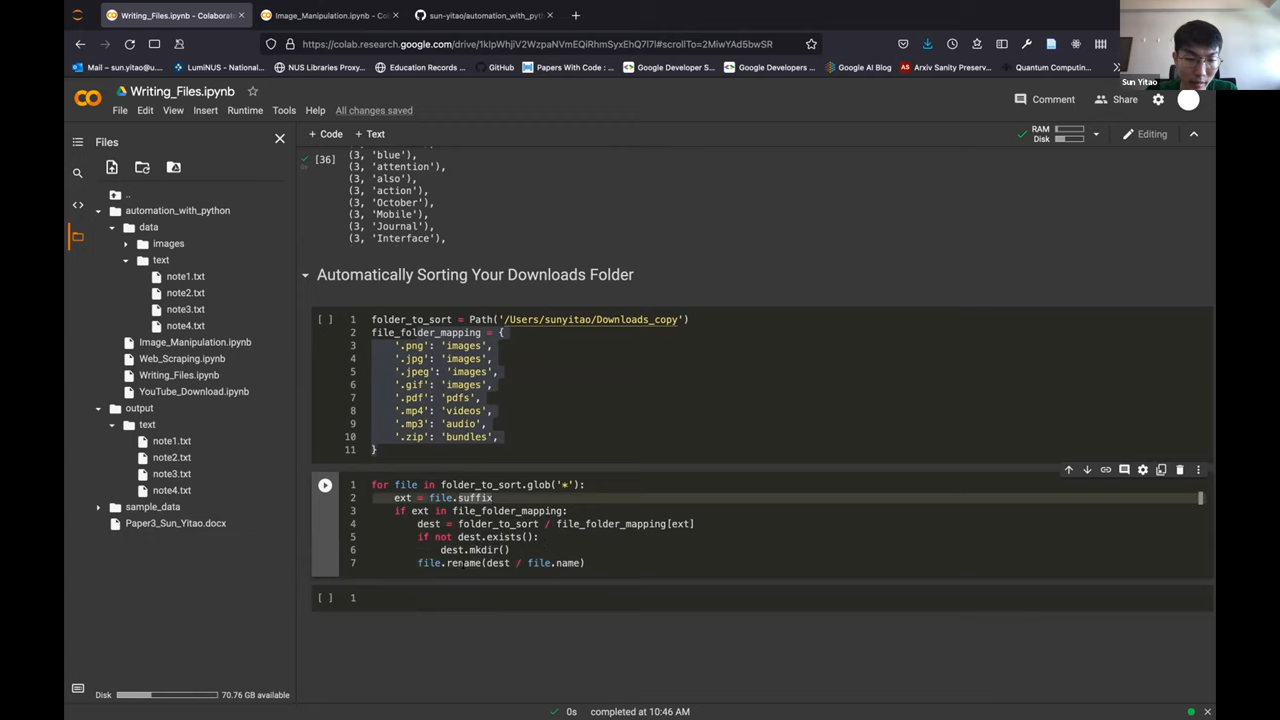 Writing_Files.ipynb - Colaborat
Image_Manipulation.ipynb - Co
sun-yitao/automation_with_pyth
https://colab.research.google.com/drive/1klpWhjiV2WzpaNVmEQiRhmSyxEhQ7I7l#scrollTo=2MiwYAd5bwSR
Mail – sun.yitao@u...
LumiNUS - National...
NUS Libraries Proxy...
Education Records ...
GitHub
Papers With Code : ...
Google Developer S...
Google Developers ...
Google AI Blog
Arxiv Sanity Preserv...
Quantum Computin...
Sun Yitao
Writing_Files.ipynb
File Edit View Insert Runtime Tools Help All changes saved
Comment Share
Files
+ Code + Text
RAM
Disk
Editing
..
automation_with_python
data
images
text
note1.txt
note2.txt
note3.txt
note4.txt
Image_Manipulation.ipynb
Web_Scraping.ipynb
Writing_Files.ipynb
YouTube_Download.ipynb
output
text
note1.txt
note2.txt
note3.txt
note4.txt
sample_data
Paper3_Sun_Yitao.docx
Disk 70.76 GB available
[36]
(3, 'blue'),
(3, 'attention'),
(3, 'also'),
(3, 'action'),
(3, 'October'),
(3, 'Mobile'),
(3, 'Journal'),
(3, 'Interface'),
Automatically Sorting Your Downloads Folder
[ ] 1 folder_to_sort = Path('/Users/sunyitao/Downloads_copy')
2 file_folder_mapping = {
3 '.png': 'images',
4 '.jpg': 'images',
5 '.jpeg': 'images',
6 '.gif': 'images',
7 '.pdf': 'pdfs',
8 '.mp4': 'videos',
9 '.mp3': 'audio',
10 '.zip': 'bundles',
11 }
1 for file in folder_to_sort.glob('*'):
2 ext = file.suffix
3 if ext in file_folder_mapping:
4 dest = folder_to_sort / file_folder_mapping[ext]
5 if not dest.exists():
6 dest.mkdir()
7 file.rename(dest / file.name)
[ ] 1
0s completed at 10:46 AM